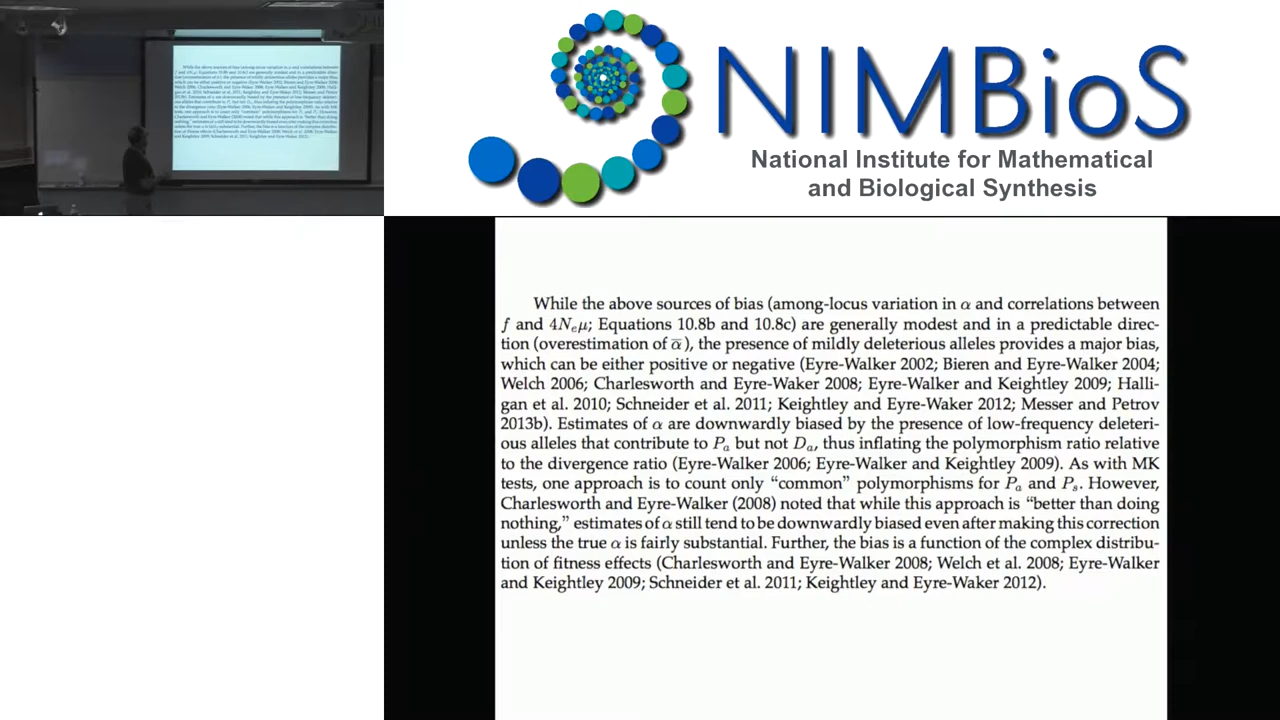 NIMBioS
National Institute for Mathematical
and Biological Synthesis
While the above sources of bias (among-locus variation in α and correlations between
f and 4Nₑμ; Equations 10.8b and 10.8c) are generally modest and in a predictable direc-
tion (overestimation of α̅), the presence of mildly deleterious alleles provides a major bias,
which can be either positive or negative (Eyre-Walker 2002; Bieren and Eyre-Walker 2004;
Welch 2006; Charlesworth and Eyre-Waker 2008; Eyre-Walker and Keightley 2009; Halli-
gan et al. 2010; Schneider et al. 2011; Keightley and Eyre-Waker 2012; Messer and Petrov
2013b). Estimates of α are downwardly biased by the presence of low-frequency deleteri-
ous alleles that contribute to Pₐ but not Dₐ, thus inflating the polymorphism ratio relative
to the divergence ratio (Eyre-Walker 2006; Eyre-Walker and Keightley 2009). As with MK
tests, one approach is to count only “common” polymorphisms for Pₐ and Pₛ. However,
Charlesworth and Eyre-Walker (2008) noted that while this approach is “better than doing
nothing,” estimates of α still tend to be downwardly biased even after making this correction
unless the true α is fairly substantial. Further, the bias is a function of the complex distribu-
tion of fitness effects (Charlesworth and Eyre-Walker 2008; Welch et al. 2008; Eyre-Walker
and Keightley 2009; Schneider et al. 2011; Keightley and Eyre-Waker 2012).